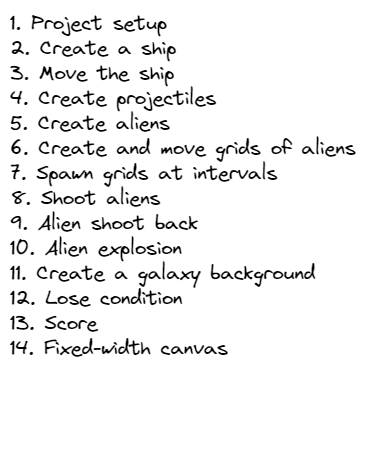 1. Project setup
2. Create a ship
3. Move the ship
4. Create projectiles
5. Create aliens
6. Create and move grids of aliens
7. Spawn grids at intervals
8. Shoot aliens
9. Alien shoot back
10. Alien explosion
11. Create a galaxy background
12. Lose condition
13. Score
14. Fixed-width canvas